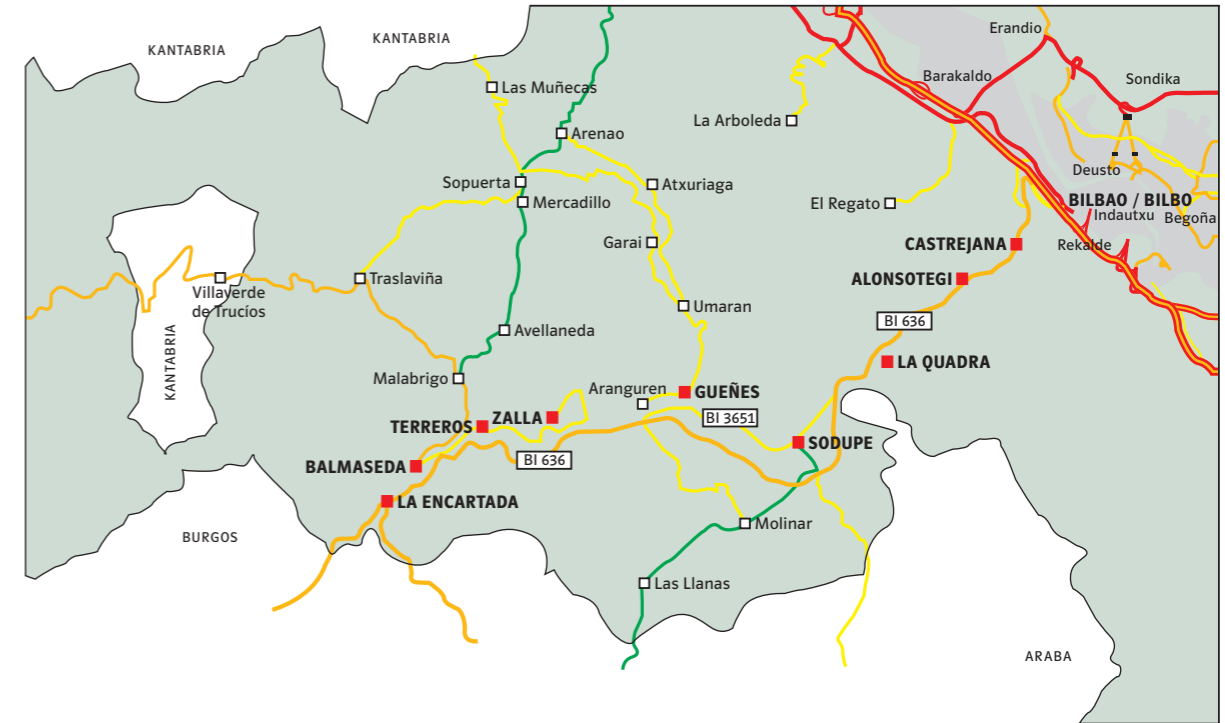 KANTABRIA
KANTABRIA
Erandio
Las Muñecas
Barakaldo
Sondika
La Arboleda
Arenao
Deusto
Sopuerta
Atxuriaga
Mercadillo
El Regato
BILBAO / BILBO
Indautxu
Begoña
Garai
CASTREJANA
Rekalde
Traslaviña
ALONSOTEGI
Villaverde
de Trucíos
Umaran
BI 636
Avellaneda
KANTABRIA
LA QUADRA
Malabrigo
Aranguren
GUEÑES
ZALLA
BI 3651
TERREROS
SODUPE
BALMASEDA
BI 636
LA ENCARTADA
Molinar
BURGOS
Las Llanas
ARABA